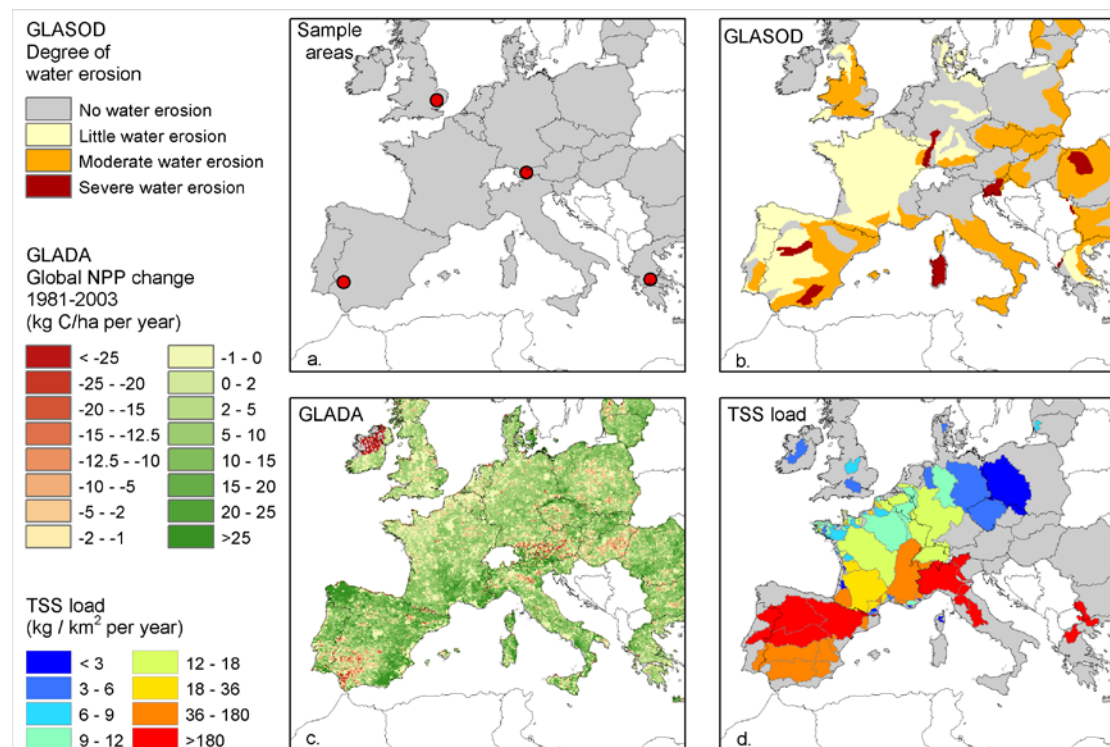 GLASOD
Degree of
water erosion
No water erosion
Little water erosion
Moderate water erosion
Severe water erosion
GLADA
Global NPP change
1981-2003
(kg C/ha per year)
< -25
-25 - -20
-20 - -15
-15 - -12.5
-12.5 - -10
-10 - -5
-5 - -2
-2 - -1
-1 - 0
0 - 2
2 - 5
5 - 10
10 - 15
15 - 20
20 - 25
>25
TSS load
(kg / km² per year)
< 3
3 - 6
6 - 9
9 - 12
12 - 18
18 - 36
36 - 180
>180
Sample
areas
a.
GLASOD
b.
GLADA
c.
TSS load
d.